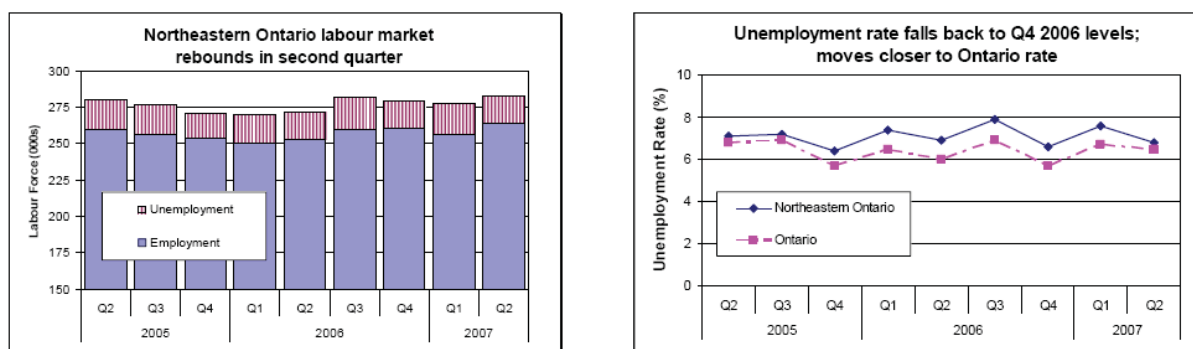 Northeastern Ontario labour market
rebounds in second quarter
Labour Force (000s)
300
275
250
225
200
175
150
Unemployment
Employment
Q2 Q3 Q4 Q1 Q2 Q3 Q4 Q1 Q2
2005 2006 2007
Unemployment rate falls back to Q4 2006 levels;
moves closer to Ontario rate
Unemployment Rate (%)
10
8
6
4
2
0
Northeastern Ontario
Ontario
Q2 Q3 Q4 Q1 Q2 Q3 Q4 Q1 Q2
2005 2006 2007